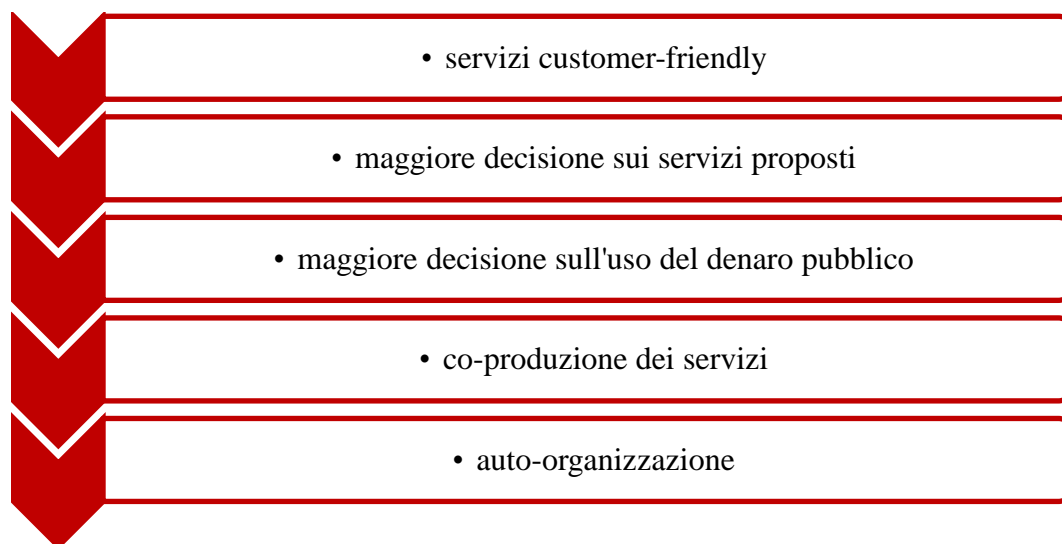 • servizi customer-friendly
• maggiore decisione sui servizi proposti
• maggiore decisione sull'uso del denaro pubblico
• co-produzione dei servizi
• auto-organizzazione